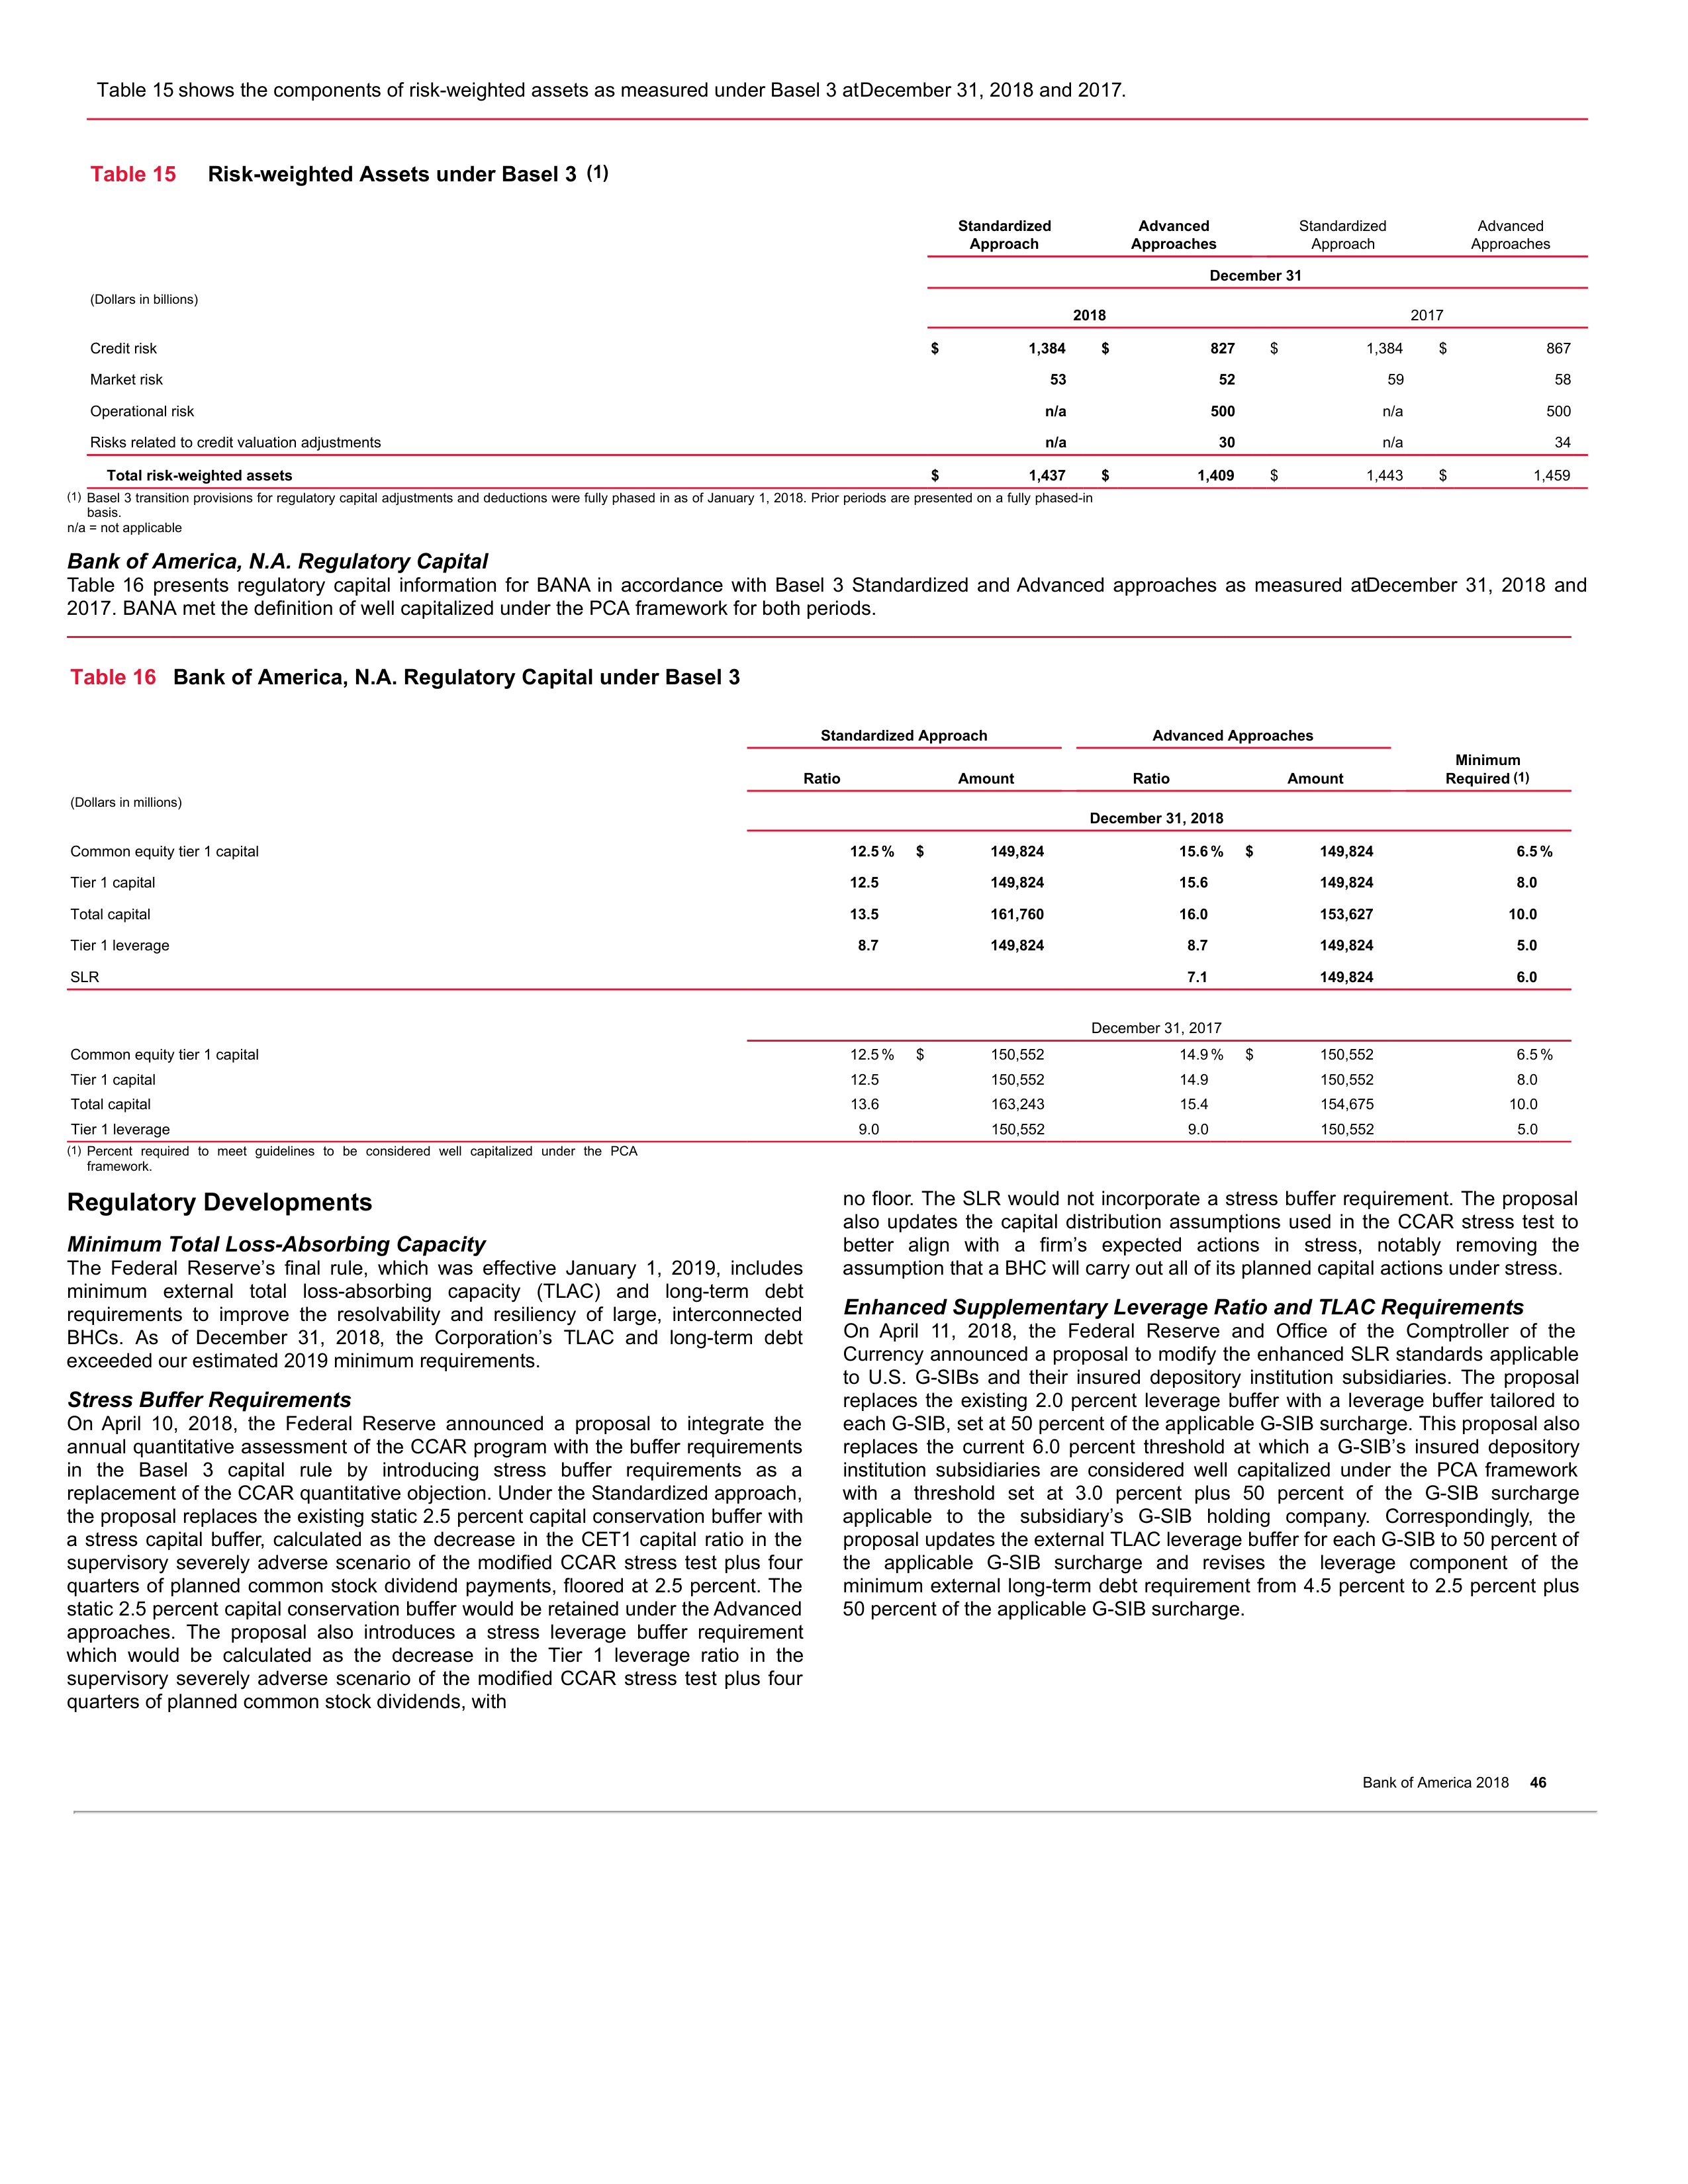 Table 15 shows the components of risk-weighted assets as measured under Basel 3 atDecember 31, 2018 and 2017.
Table 15 Risk-weighted Assets under Basel 3 (1)
Standardized Approach Advanced Approaches Standardized Approach Advanced Approaches
December 31
(Dollars in billions)
2018 2017
Credit risk $ 1,384 $ 827 $ 1,384 $ 867
Market risk 53 52 59 58
Operational risk n/a 500 n/a 500
Risks related to credit valuation adjustments n/a 30 n/a 34
Total risk-weighted assets $ 1,437 $ 1,409 $ 1,443 $ 1,459
(1) Basel 3 transition provisions for regulatory capital adjustments and deductions were fully phased in as of January 1, 2018. Prior periods are presented on a fully phased-in
basis.
n/a = not applicable
Bank of America, N.A. Regulatory Capital
Table 16 presents regulatory capital information for BANA in accordance with Basel 3 Standardized and Advanced approaches as measured atDecember 31, 2018 and
2017. BANA met the definition of well capitalized under the PCA framework for both periods.
Table 16 Bank of America, N.A. Regulatory Capital under Basel 3
Standardized Approach Advanced Approaches
Ratio Amount Ratio Amount Minimum Required (1)
(Dollars in millions)
December 31, 2018
Common equity tier 1 capital 12.5 % $ 149,824 15.6 % $ 149,824 6.5 %
Tier 1 capital 12.5 149,824 15.6 149,824 8.0
Total capital 13.5 161,760 16.0 153,627 10.0
Tier 1 leverage 8.7 149,824 8.7 149,824 5.0
SLR 7.1 149,824 6.0
December 31, 2017
Common equity tier 1 capital 12.5 % $ 150,552 14.9 % $ 150,552 6.5 %
Tier 1 capital 12.5 150,552 14.9 150,552 8.0
Total capital 13.6 163,243 15.4 154,675 10.0
Tier 1 leverage 9.0 150,552 9.0 150,552 5.0
(1) Percent required to meet guidelines to be considered well capitalized under the PCA
framework.
Regulatory Developments
Minimum Total Loss-Absorbing Capacity
The Federal Reserve's final rule, which was effective January 1, 2019, includes
minimum external total loss-absorbing capacity (TLAC) and long-term debt
requirements to improve the resolvability and resiliency of large, interconnected
BHCs. As of December 31, 2018, the Corporation's TLAC and long-term debt
exceeded our estimated 2019 minimum requirements.
Stress Buffer Requirements
On April 10, 2018, the Federal Reserve announced a proposal to integrate the
annual quantitative assessment of the CCAR program with the buffer requirements
in the Basel 3 capital rule by introducing stress buffer requirements as a
replacement of the CCAR quantitative objection. Under the Standardized approach,
the proposal replaces the existing static 2.5 percent capital conservation buffer with
a stress capital buffer, calculated as the decrease in the CET1 capital ratio in the
supervisory severely adverse scenario of the modified CCAR stress test plus four
quarters of planned common stock dividend payments, floored at 2.5 percent. The
static 2.5 percent capital conservation buffer would be retained under the Advanced
approaches. The proposal also introduces a stress leverage buffer requirement
which would be calculated as the decrease in the Tier 1 leverage ratio in the
supervisory severely adverse scenario of the modified CCAR stress test plus four
quarters of planned common stock dividends, with
no floor. The SLR would not incorporate a stress buffer requirement. The proposal
also updates the capital distribution assumptions used in the CCAR stress test to
better align with a firm's expected actions in stress, notably removing the
assumption that a BHC will carry out all of its planned capital actions under stress.
Enhanced Supplementary Leverage Ratio and TLAC Requirements
On April 11, 2018, the Federal Reserve and Office of the Comptroller of the
Currency announced a proposal to modify the enhanced SLR standards applicable
to U.S. G-SIBs and their insured depository institution subsidiaries. The proposal
replaces the existing 2.0 percent leverage buffer with a leverage buffer tailored to
each G-SIB, set at 50 percent of the applicable G-SIB surcharge. This proposal also
replaces the current 6.0 percent threshold at which a G-SIB's insured depository
institution subsidiaries are considered well capitalized under the PCA framework
with a threshold set at 3.0 percent plus 50 percent of the G-SIB surcharge
applicable to the subsidiary's G-SIB holding company. Correspondingly, the
proposal updates the external TLAC leverage buffer for each G-SIB to 50 percent of
the applicable G-SIB surcharge and revises the leverage component of the
minimum external long-term debt requirement from 4.5 percent to 2.5 percent plus
50 percent of the applicable G-SIB surcharge.
Bank of America 2018 46